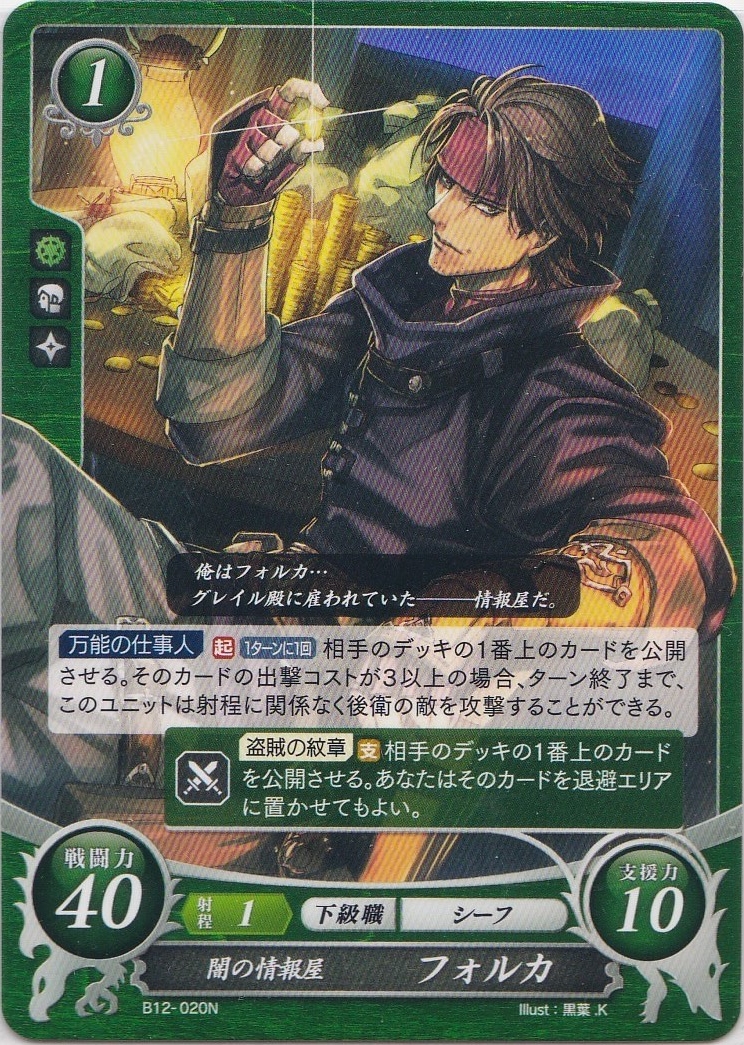 1
俺はフォルカ…
グレイル殿に雇われていた――――情報屋だ。
万能の仕事人 起 1ターンに1回 相手のデッキの1番上のカードを公開
させる。そのカードの出撃コストが3以上の場合、ターン終了まで、
このユニットは射程に関係なく後衛の敵を攻撃することができる。
盗賊の紋章 支 相手のデッキの1番上のカード
を公開させる。あなたはそのカードを退避エリア
に置かせてもよい。
戦闘力
40
射程 1
下級職 シーフ
支援力
10
闇の情報屋 フォルカ
B12-020N Illust：黒葉.K